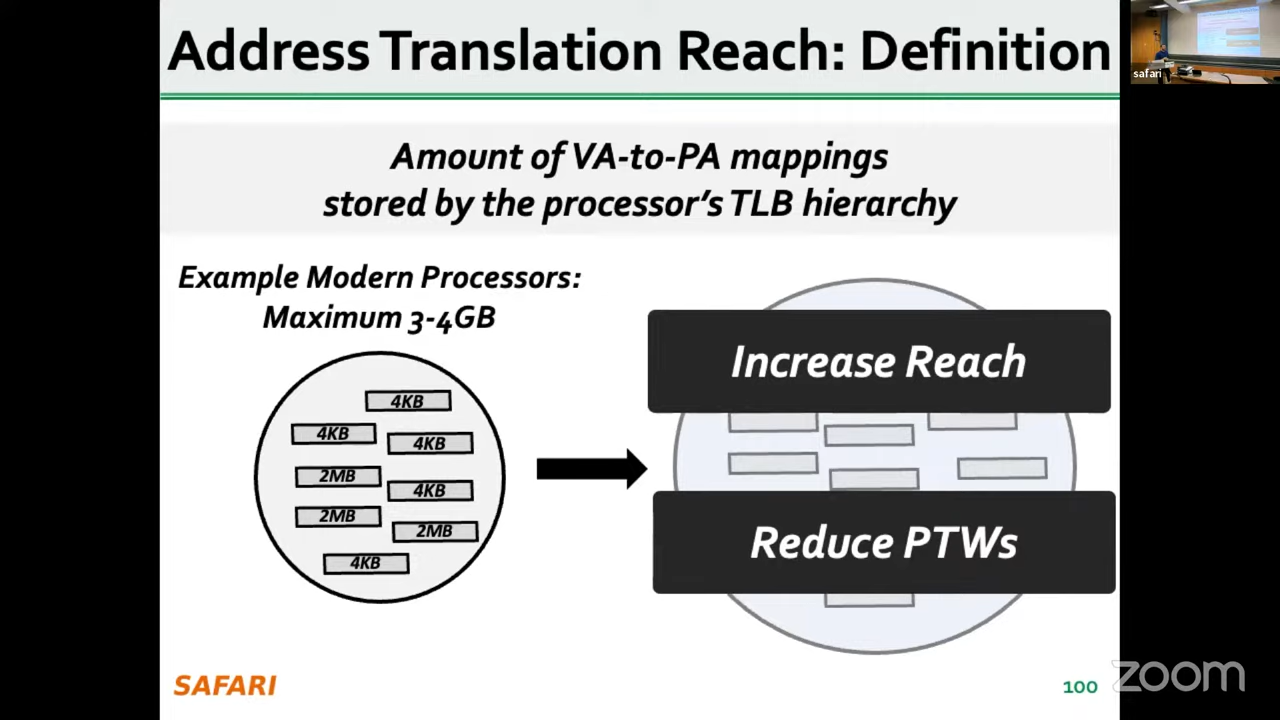 Address Translation Reach: Definition
safari
Amount of VA-to-PA mappings
stored by the processor's TLB hierarchy
Example Modern Processors:
Maximum 3-4GB
4KB
4KB
4KB
2MB
4KB
2MB
2MB
4KB
Increase Reach
Reduce PTWs
SAFARI
100
zoom